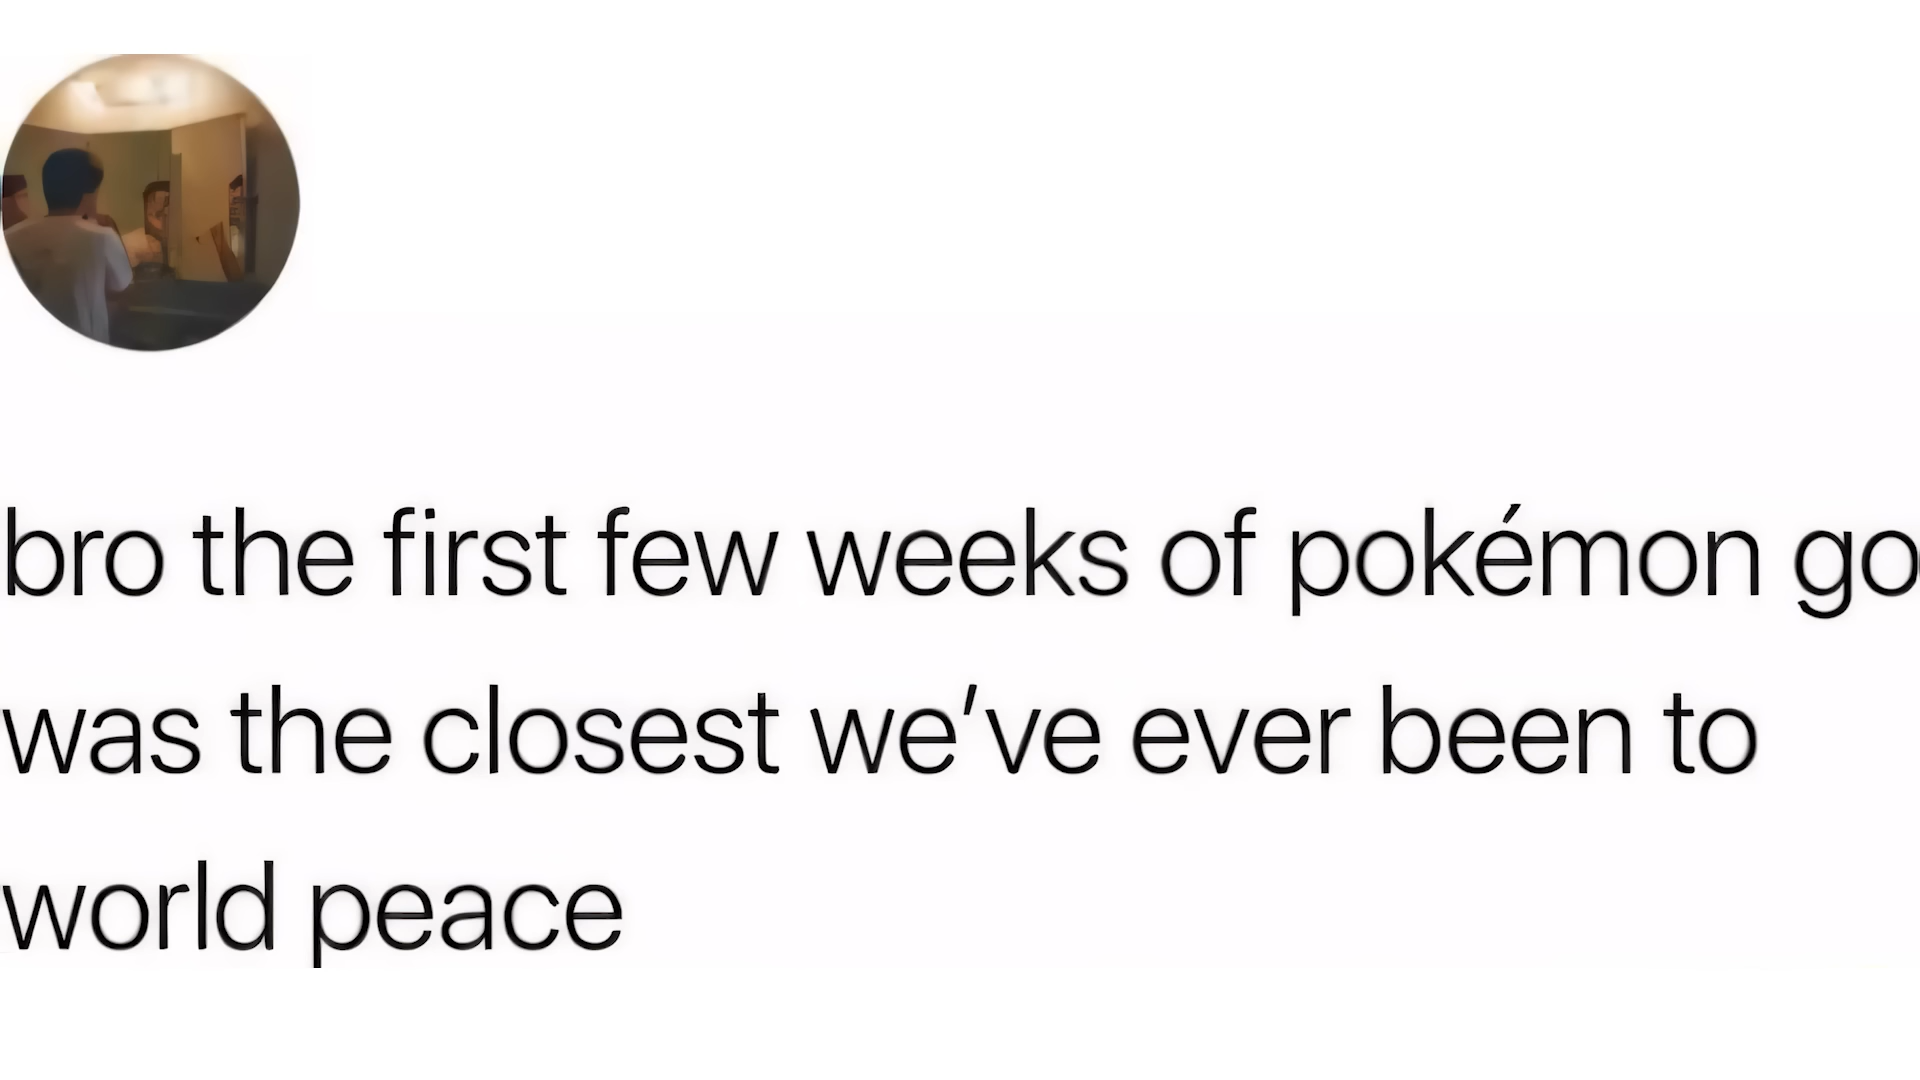 bro the first few weeks of pokémon go
was the closest we've ever been to
world peace